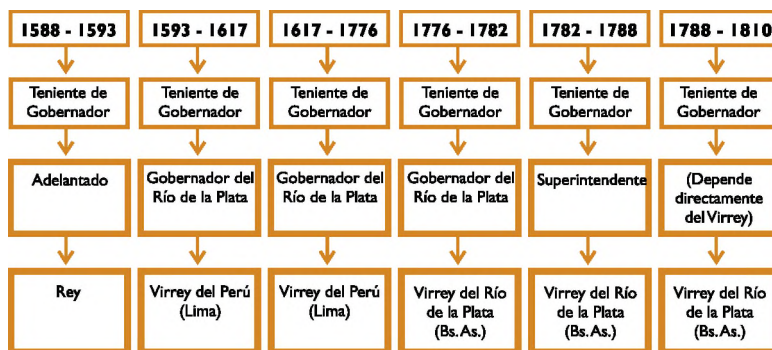 1588 - 1593
1593 - 1617
1617 - 1776
1776 - 1782
1782 - 1788
1788 - 1810
Teniente de
Gobernador
Teniente de
Gobernador
Teniente de
Gobernador
Teniente de
Gobernador
Teniente de
Gobernador
Teniente de
Gobernador
Adelantado
Gobernador del
Río de la Plata
Gobernador del
Río de la Plata
Gobernador del
Río de la Plata
Superintendente
(Depende
directamente
del Virrey)
Rey
Virrey del Perú
(Lima)
Virrey del Perú
(Lima)
Virrey del Río
de la Plata
(Bs. As.)
Virrey del Río
de la Plata
(Bs. As.)
Virrey del Río
de la Plata
(Bs. As.)